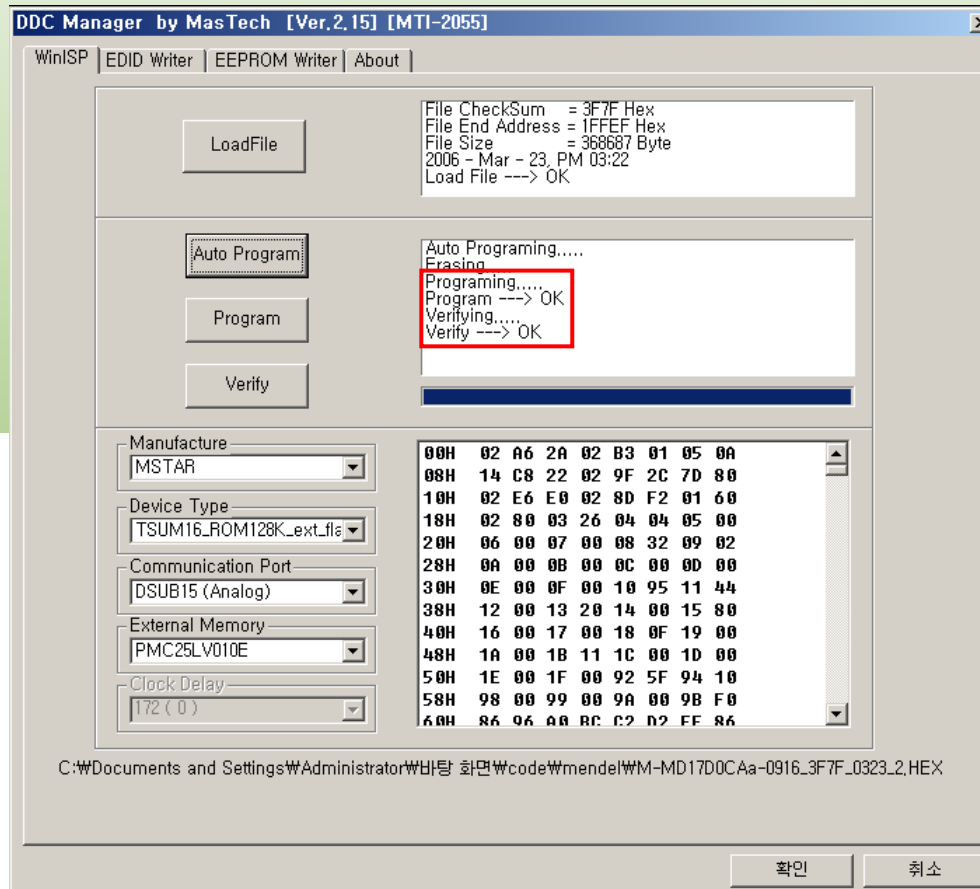 DDC Manager by MasTech [Ver,2,15] [MTI-2055]
WinISP EDID Writer EEPROM Writer About
LoadFile
File CheckSum = 3F7F Hex
File End Address = 1FFEF Hex
File Size = 368687 Byte
2006 - Mar - 23, PM 03:22
Load File ---> OK
Auto Program
Program
Verify
Auto Programing,,,,,
Erasing,,,,,
Programing,,,,,
Program ---> OK
Verifying,,,,,
Verify ---> OK
Manufacture
MSTAR
Device Type
TSUM16_ROM128K_ext_fla
Communication Port
DSUB15 (Analog)
External Memory
PMC25LV010E
Clock Delay
172 ( 0 )
00H 02 A6 2A 02 B3 01 05 0A
08H 14 C8 22 02 9F 2C 7D 80
10H 02 E6 E0 02 8D F2 01 60
18H 02 80 03 26 04 04 05 00
20H 06 00 07 00 08 32 09 02
28H 0A 00 0B 00 0C 00 0D 00
30H 0E 00 0F 00 10 95 11 44
38H 12 00 13 20 14 00 15 80
40H 16 00 17 00 18 0F 19 00
48H 1A 00 1B 11 1C 00 1D 00
50H 1E 00 1F 00 92 5F 94 10
58H 98 00 99 00 9A 00 9B F0
60H 86 96 A0 BC C2 D2 EE 86
C:₩Documents and Settings₩Administrator₩바탕 화면₩code₩mendel₩M-MD17D0CAa-0916_3F7F_0323_2,HEX
확인 취소